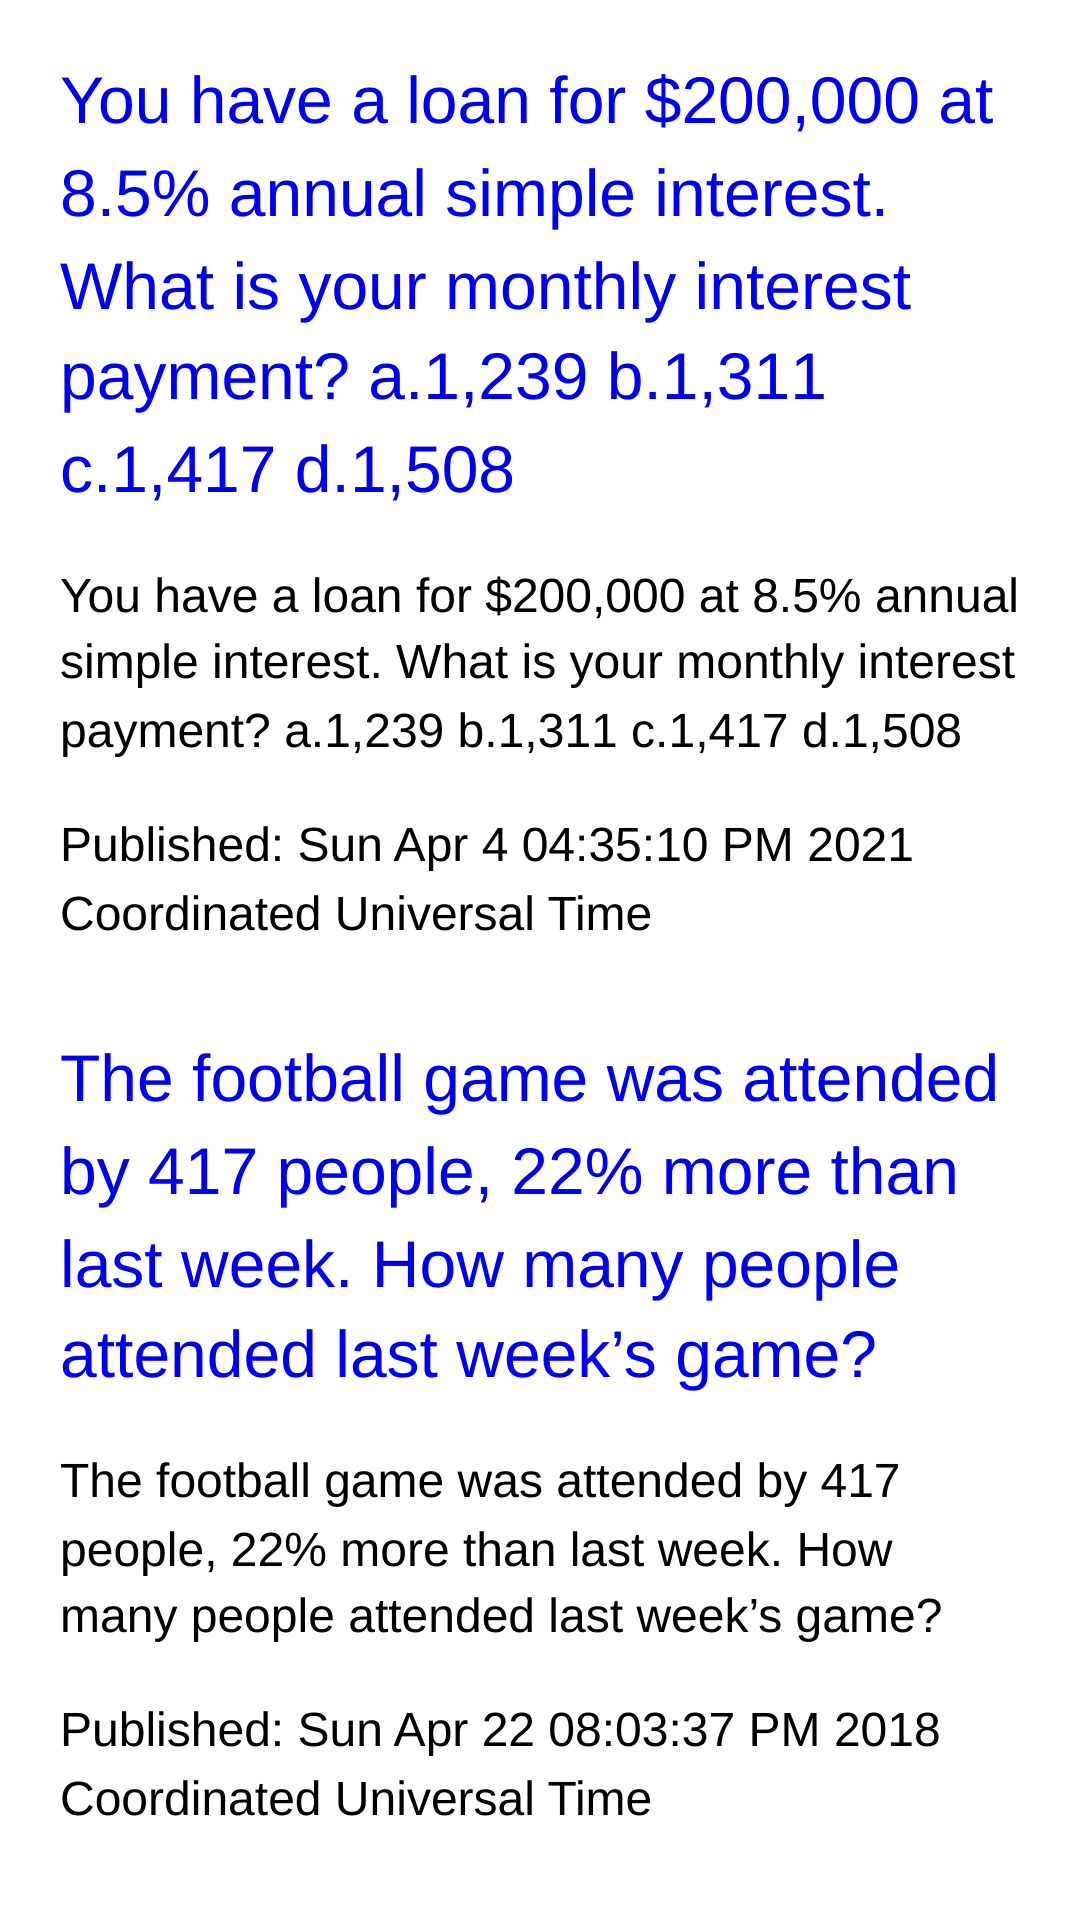 You have a loan for $200,000 at
8.5% annual simple interest.
What is your monthly interest
payment? a.1,239 b.1,311
c.1,417 d.1,508
You have a loan for $200,000 at 8.5% annual
simple interest. What is your monthly interest
payment? a.1,239 b.1,311 c.1,417 d.1,508
Published: Sun Apr 4 04:35:10 PM 2021
Coordinated Universal Time
The football game was attended
by 417 people, 22% more than
last week. How many people
attended last week’s game?
The football game was attended by 417
people, 22% more than last week. How
many people attended last week’s game?
Published: Sun Apr 22 08:03:37 PM 2018
Coordinated Universal Time